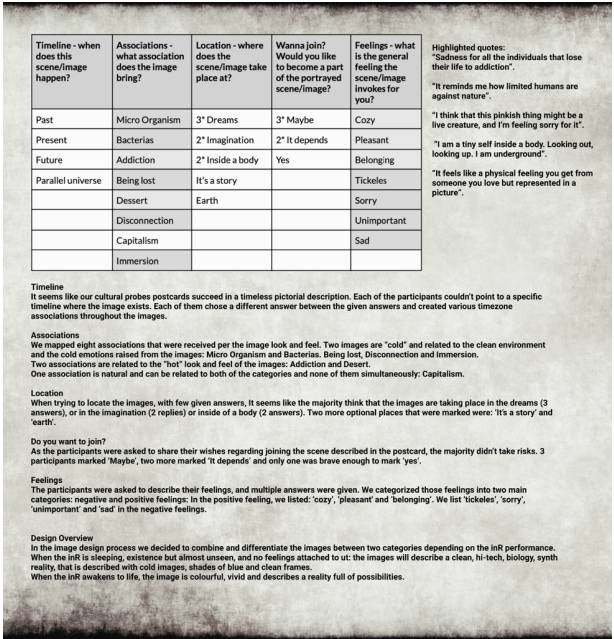 Timeline - when does this scene/image happen?
Associations - what association does the image bring?
Location - where does the scene/image take place at?
Wanna join? Would you like to become a part of the portrayed scene/image?
Feelings - what is the general feeling the scene/image invokes for you?
Past
Micro Organism
3* Dreams
3* Maybe
Cozy
Present
Bacterias
2* Imagination
2* It depends
Pleasant
Future
Addiction
2* Inside a body
Yes
Belonging
Parallel universe
Being lost
It's a story
Tickeles
Dessert
Earth
Sorry
Disconnection
Unimportant
Capitalism
Sad
Immersion
Highlighted quotes:
"Sadness for all the individuals that lose
their life to addiction".
"It reminds me how limited humans are
against nature".
"I think that this pinkish thing might be a
live creature, and I'm feeling sorry for it".
"I am a tiny self inside a body. Looking out,
looking up. I am underground".
"It feels like a physical feeling you get from
someone you love but represented in a
picture".
Timeline
It seems like our cultural probes postcards succeed in a timeless pictorial description. Each of the participants couldn't point to a specific
timeline where the image exists. Each of them chose a different answer between the given answers and created various timezone
associations throughout the images.
Associations
We mapped eight associations that were received per the image look and feel. Two images are "cold" and related to the clean environment
and the cold emotions raised from the images: Micro Organism and Bacterias. Being lost, Disconnection and Immersion.
Two associations are related to the "hot" look and feel of the images: Addiction and Desert.
One association is natural and can be related to both of the categories and none of them simultaneously: Capitalism.
Location
When trying to locate the images, with few given answers, It seems like the majority think that the images are taking place in the dreams (3
answers), or in the imagination (2 replies) or inside of a body (2 answers). Two more optional places that were marked were: 'It's a story' and
'earth'.
Do you want to join?
As the participants were asked to share their wishes regarding joining the scene described in the postcard, the majority didn't take risks. 3
participants marked 'Maybe', two more marked 'It depends' and only one was brave enough to mark 'yes'.
Feelings
The participants were asked to describe their feelings, and multiple answers were given. We categorized those feelings into two main
categories: negative and positive feelings: In the positive feeling, we listed: 'cozy', 'pleasant' and 'belonging'. We list 'tickeles', 'sorry',
'unimportant' and 'sad' in the negative feelings.
Design Overview
In the image design process we decided to combine and differentiate the images between two categories depending on the inR performance.
When the inR is sleeping, existence but almost unseen, and no feelings attached to ut: the images will describe a clean, hi-tech, biology, synth
reality, that is described with cold images, shades of blue and clean frames.
When the inR awakens to life, the image is colourful, vivid and describes a reality full of possibilities.